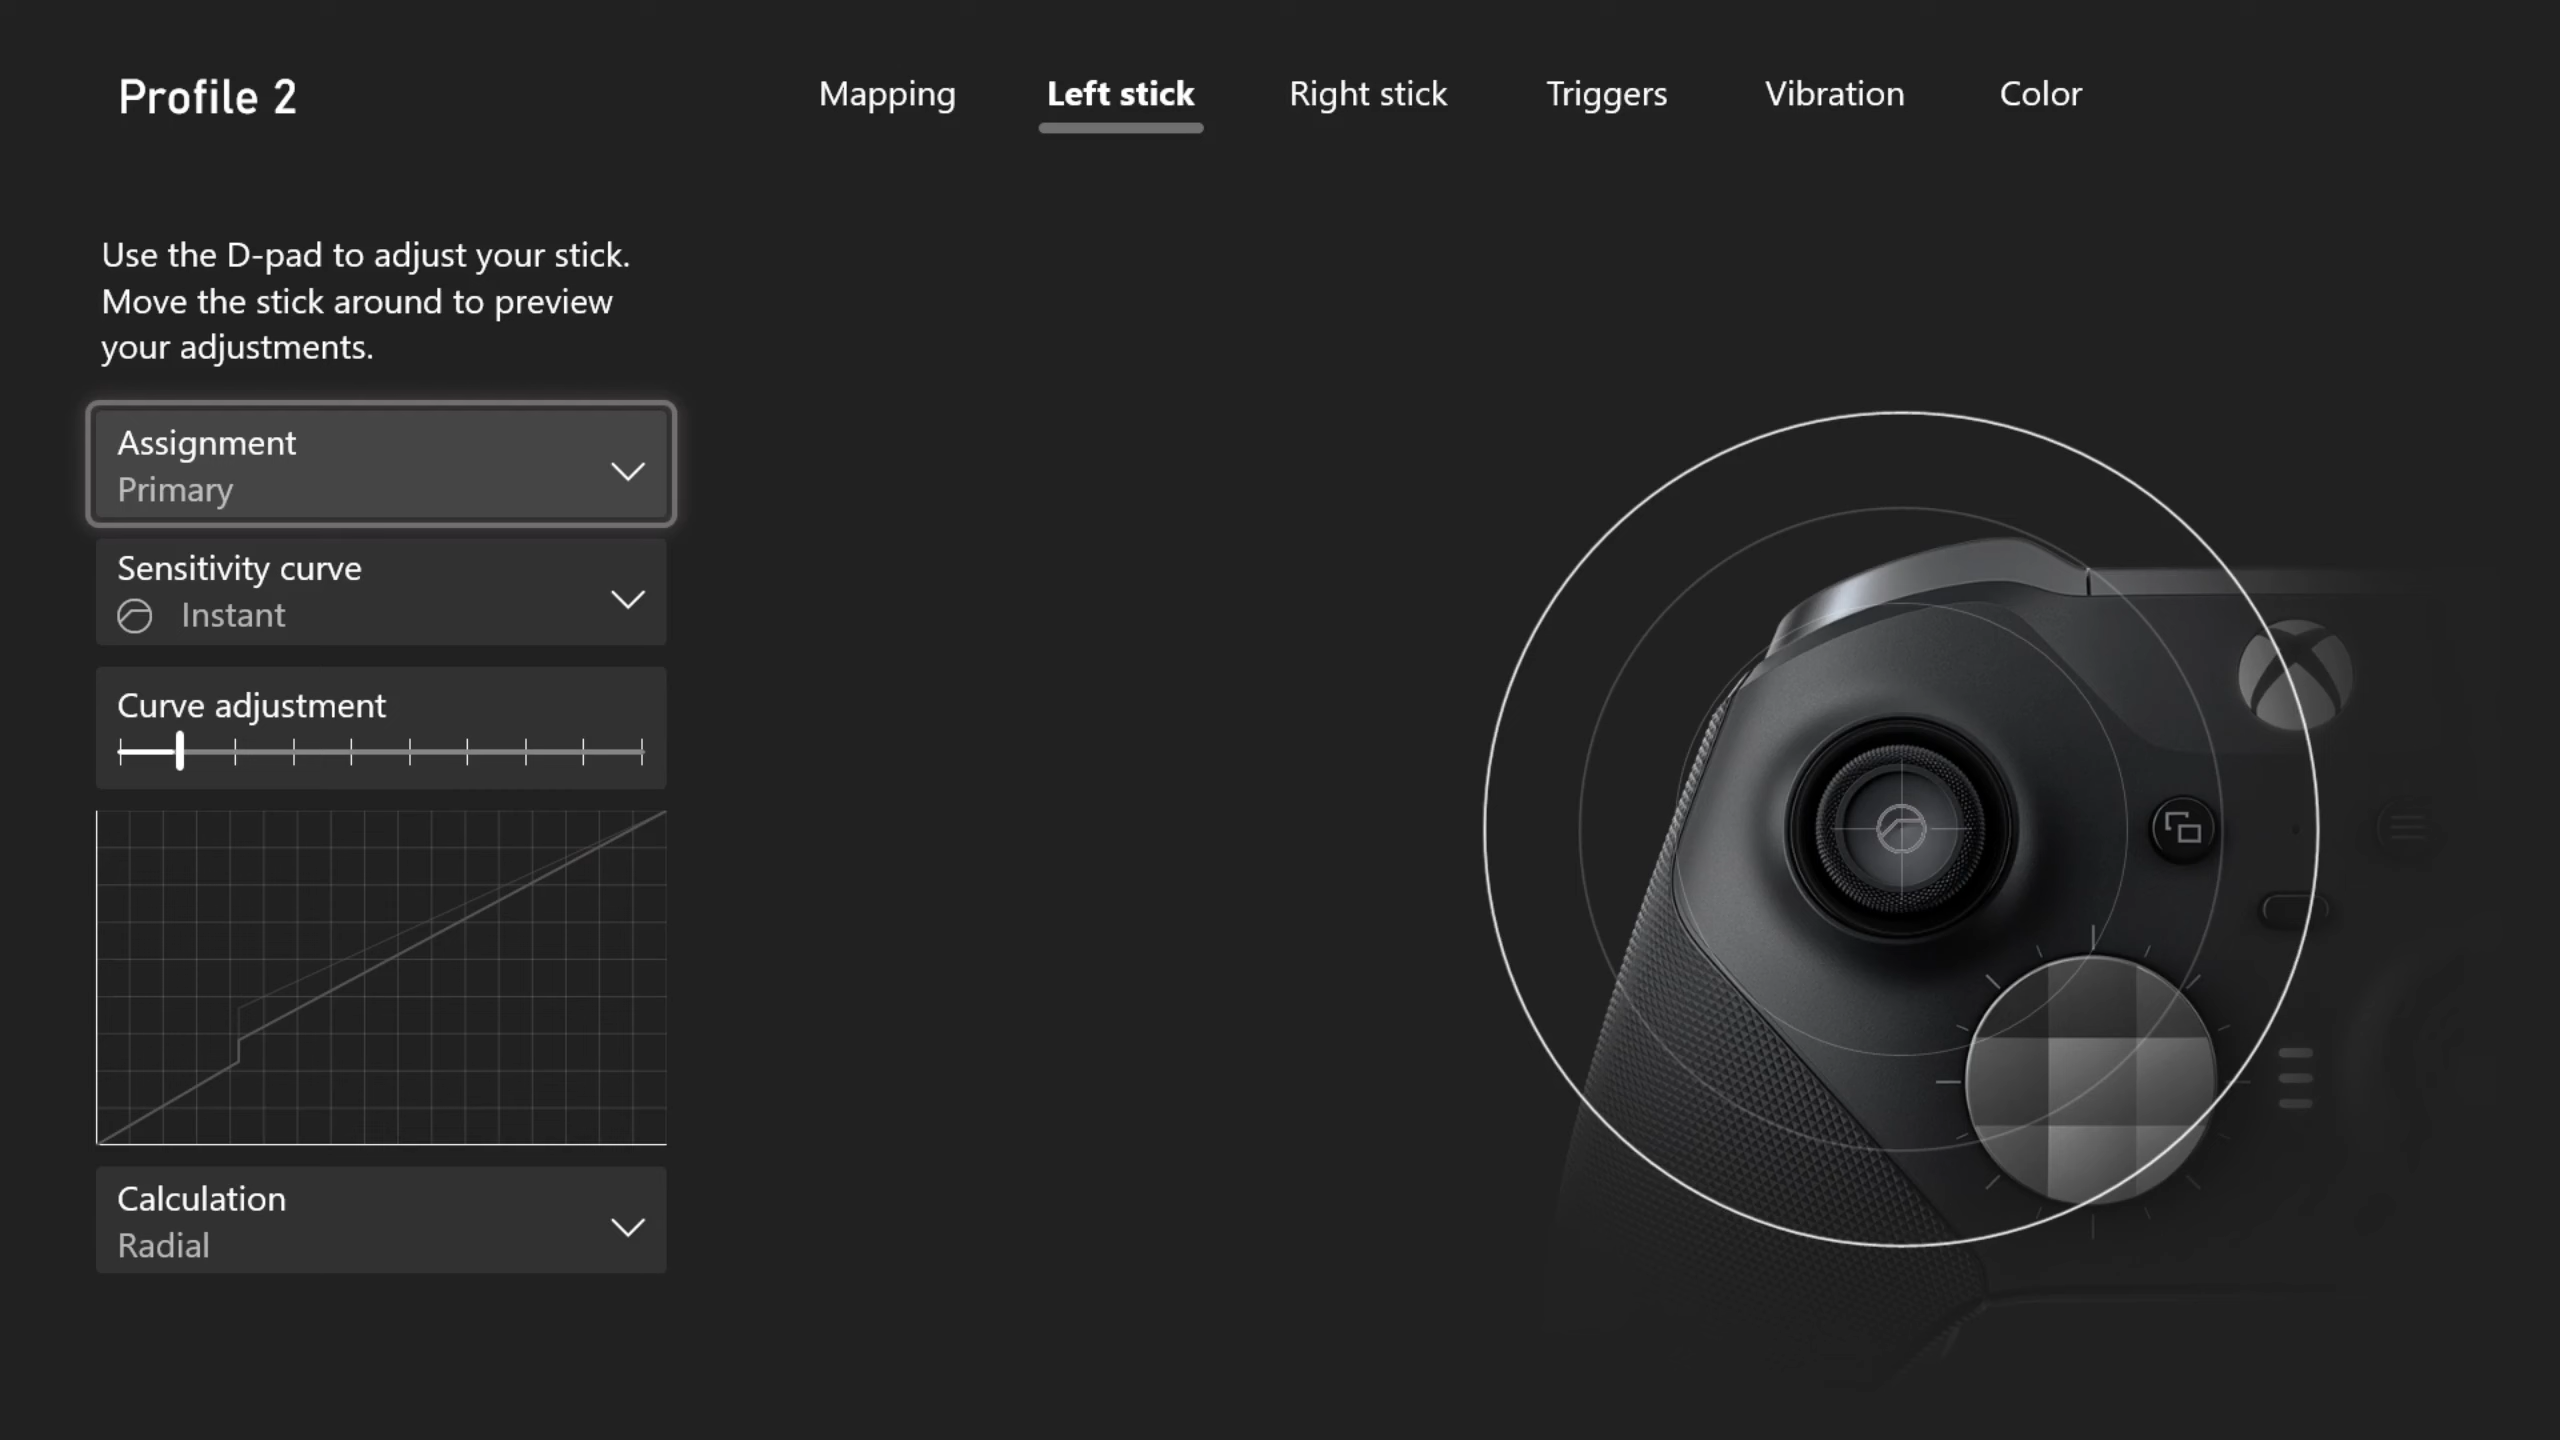 Profile 2
Mapping
Left stick
Right stick
Triggers
Vibration
Color
Use the D-pad to adjust your stick.
Move the stick around to preview
your adjustments.
Assignment
Primary
Sensitivity curve
Instant
Curve adjustment
Calculation
Radial